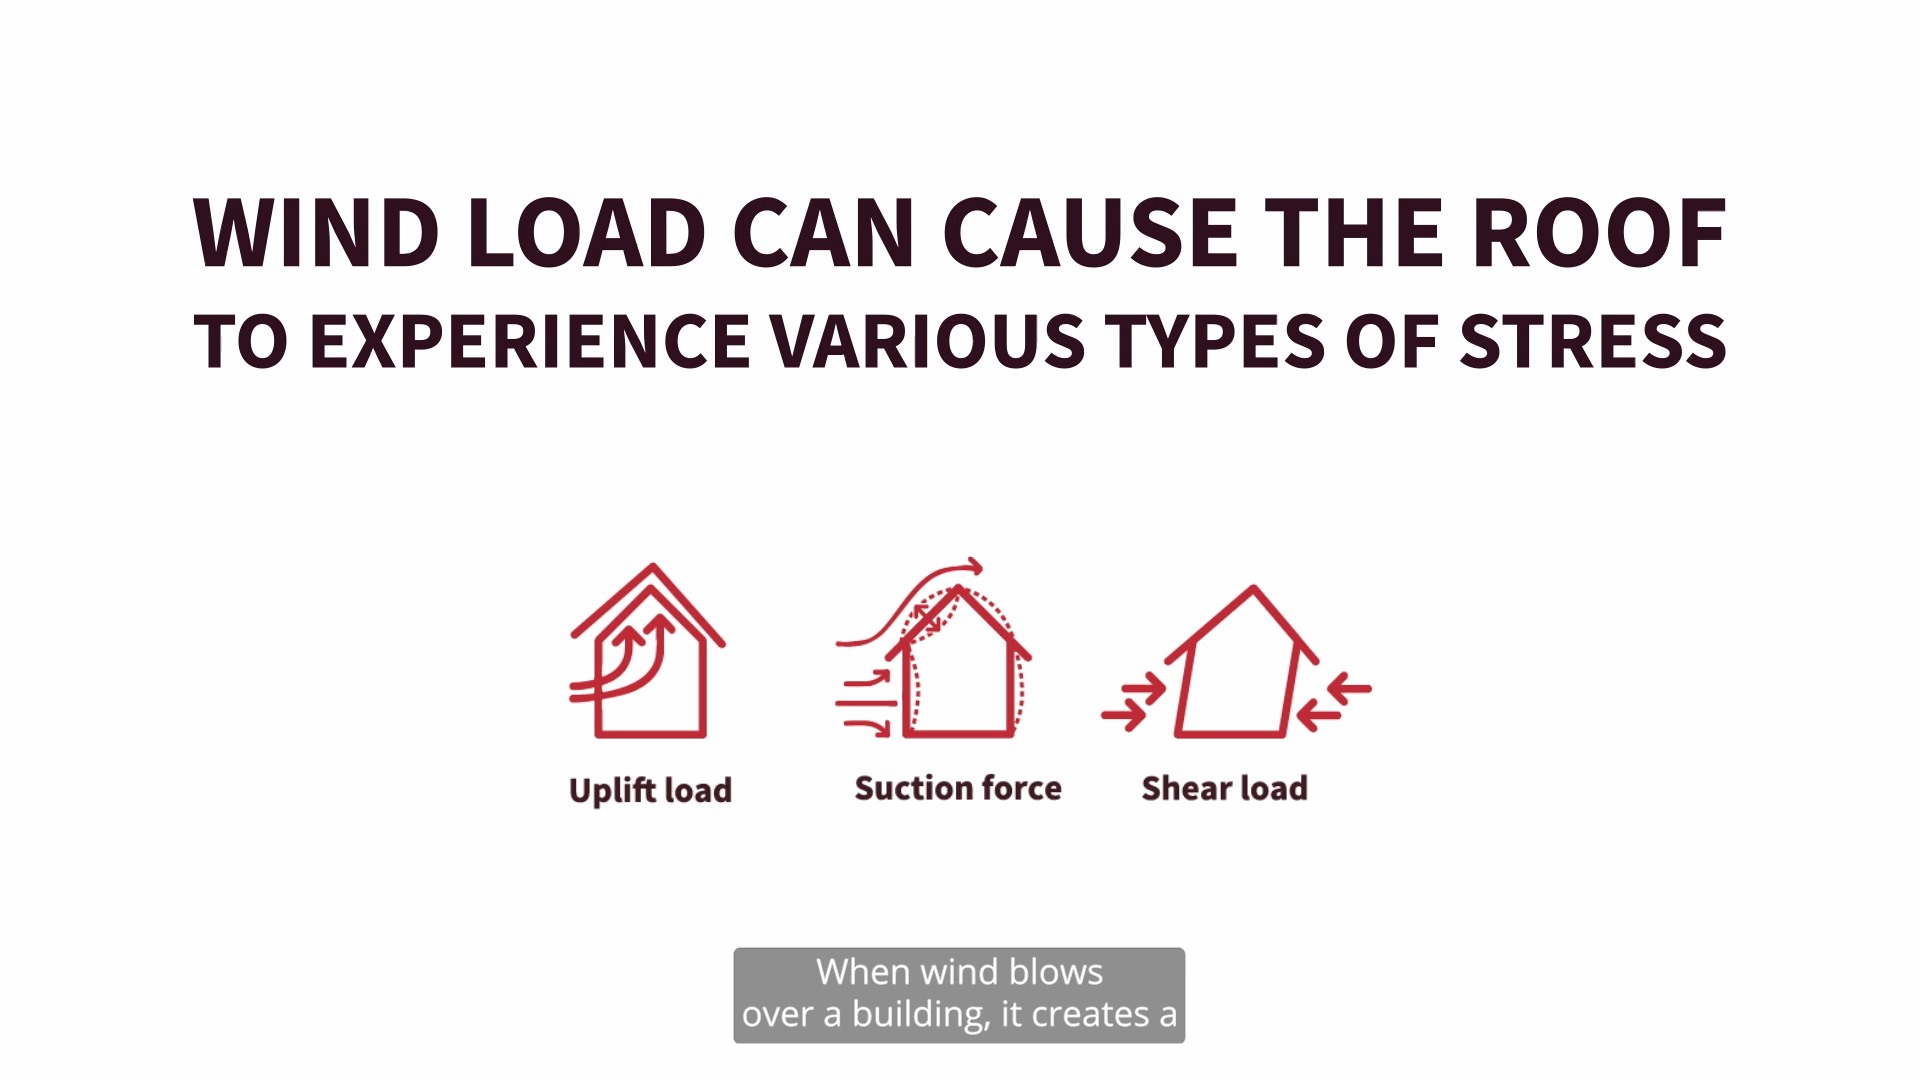 WIND LOAD CAN CAUSE THE ROOF
TO EXPERIENCE VARIOUS TYPES OF STRESS
Uplift load
Suction force
Shear load
When wind blows
over a building, it creates a